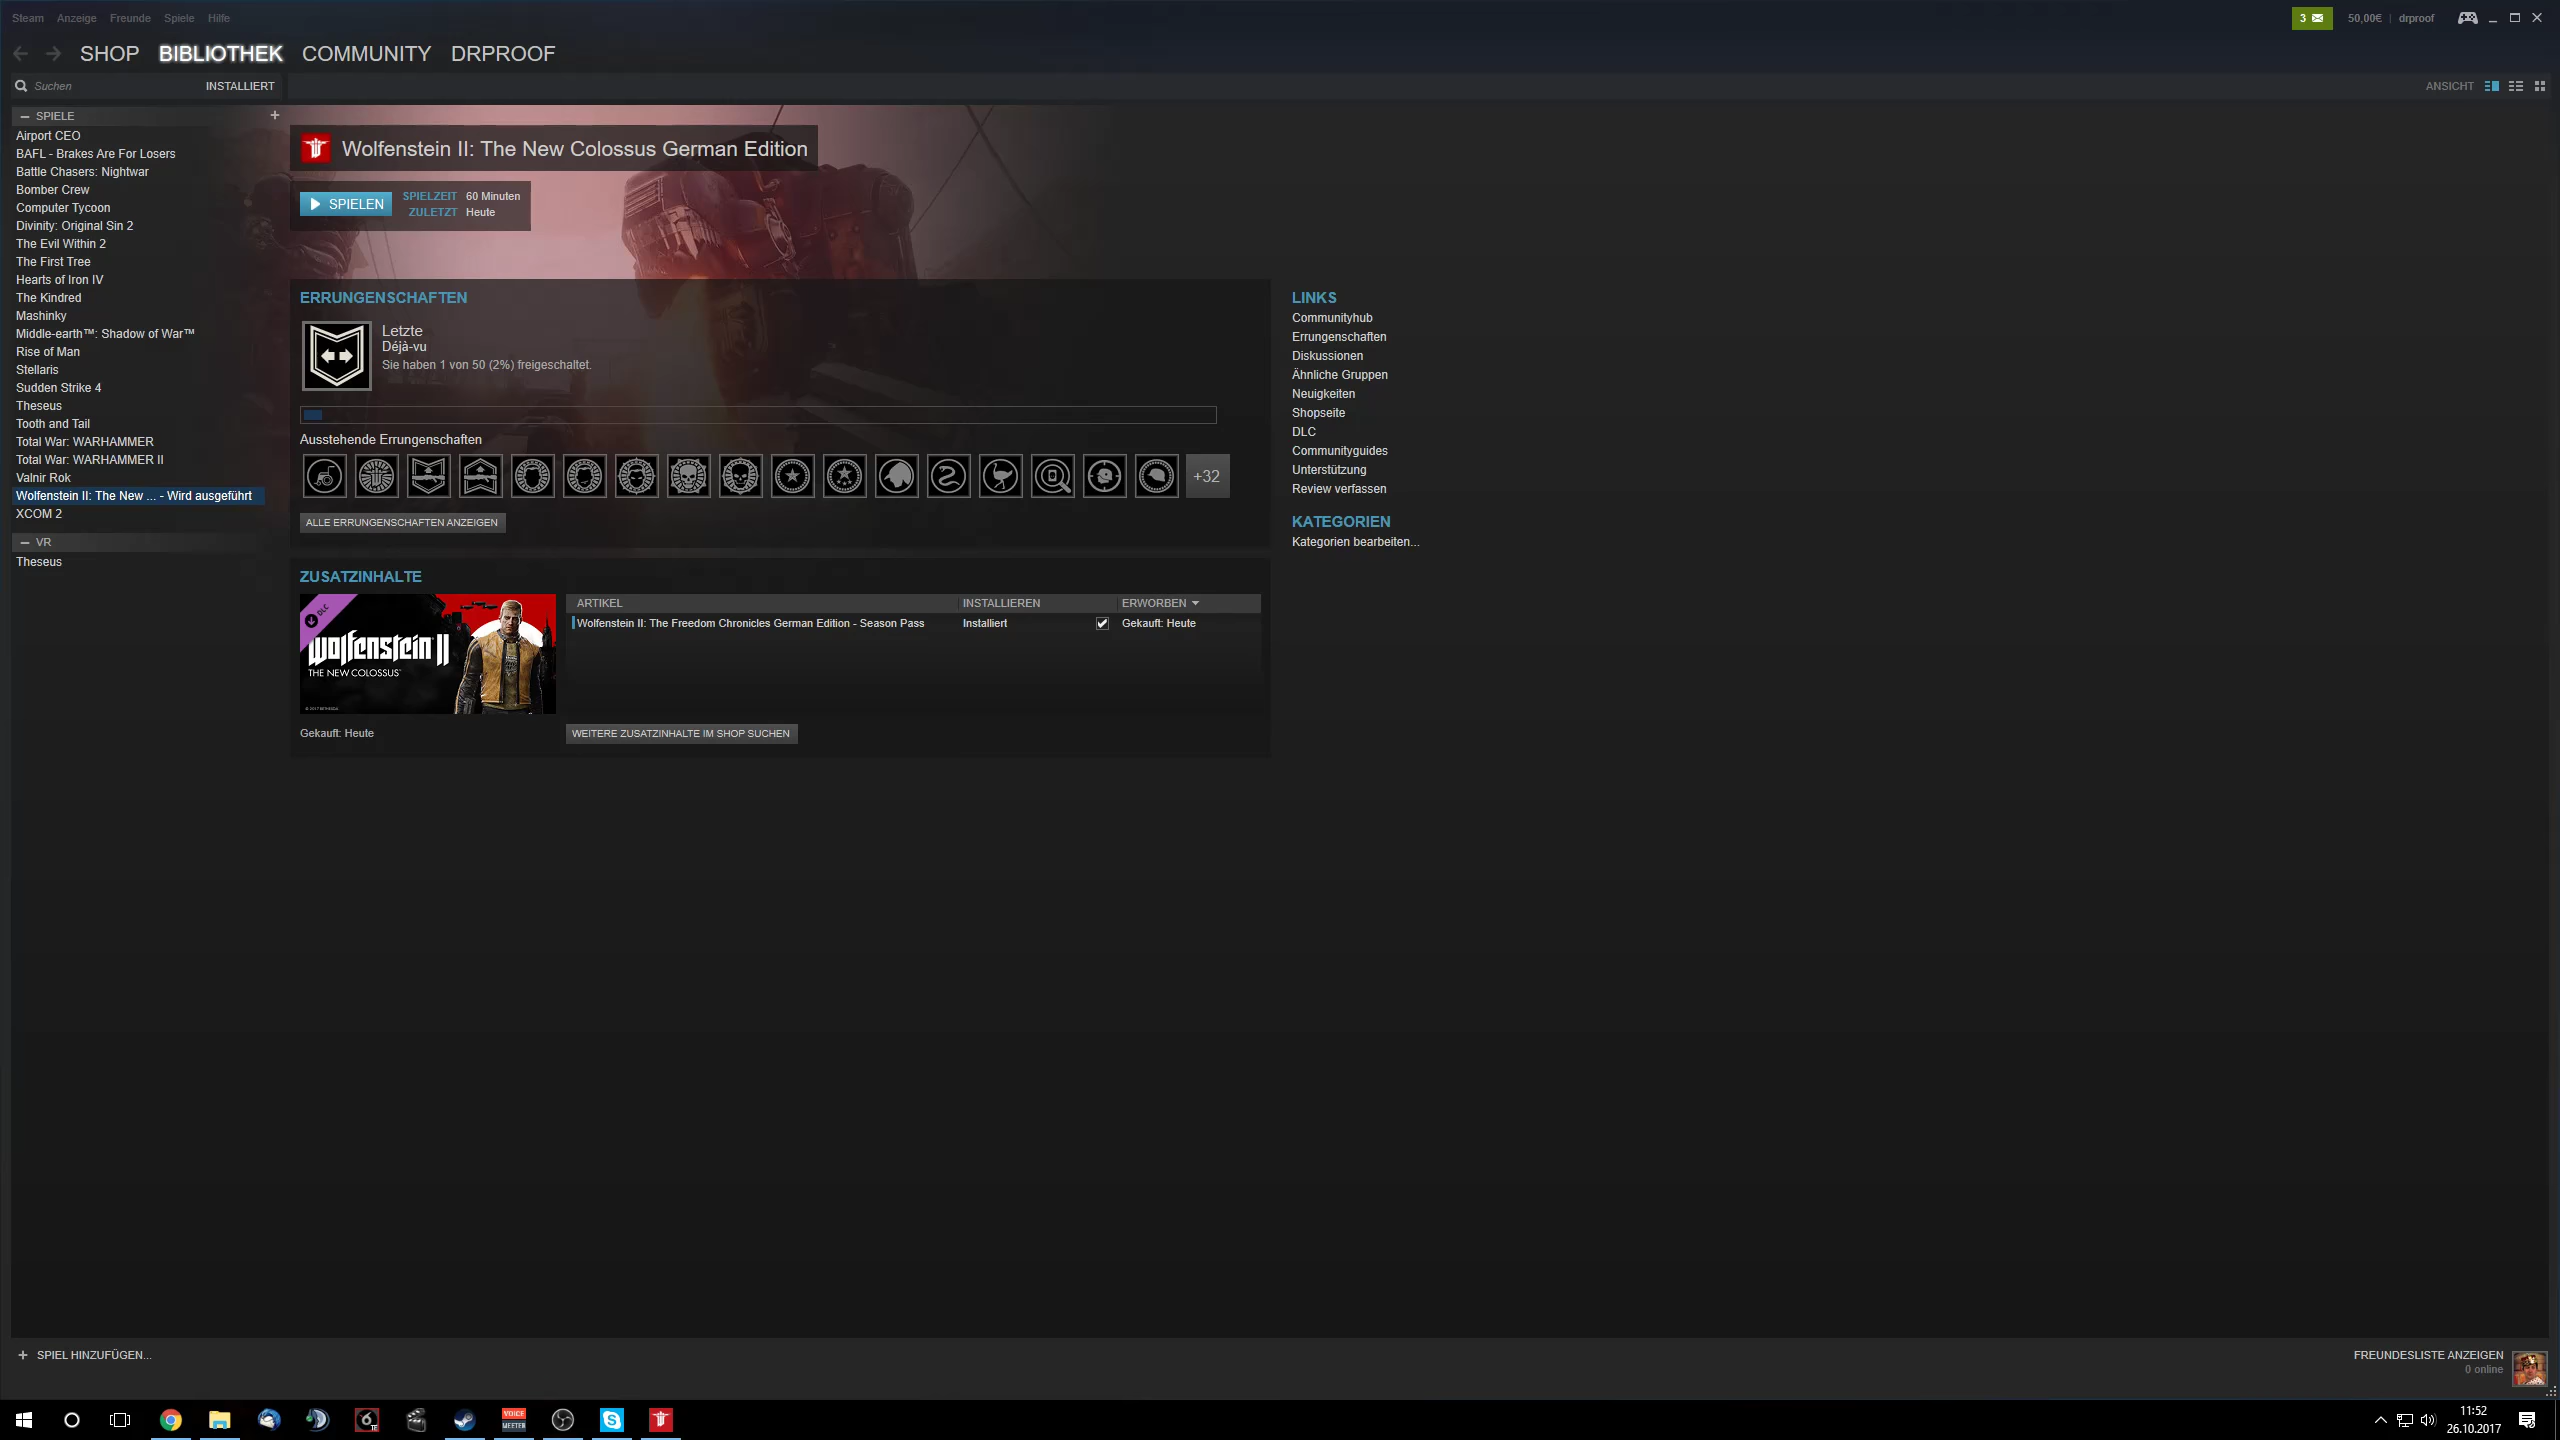 Steam Anzeige Freunde Spiele Hilfe
3 50,00€ | drproof
SHOP BIBLIOTHEK COMMUNITY DRPROOF
Suchen INSTALLIERT
ANSICHT
SPIELE
Airport CEO
BAFL - Brakes Are For Losers
Battle Chasers: Nightwar
Bomber Crew
Computer Tycoon
Divinity: Original Sin 2
The Evil Within 2
The First Tree
Hearts of Iron IV
The Kindred
Mashinky
Middle-earth™: Shadow of War™
Rise of Man
Stellaris
Sudden Strike 4
Theseus
Tooth and Tail
Total War: WARHAMMER
Total War: WARHAMMER II
Valnir Rok
Wolfenstein II: The New ... - Wird ausgeführt
XCOM 2
VR
Theseus
Wolfenstein II: The New Colossus German Edition
SPIELEN
SPIELZEIT 60 Minuten
ZULETZT Heute
ERRUNGENSCHAFTEN
Letzte
Déjà-vu
Sie haben 1 von 50 (2%) freigeschaltet.
Ausstehende Errungenschaften
+32
ALLE ERRUNGENSCHAFTEN ANZEIGEN
ZUSATZINHALTE
DLC
Wolfenstein II
THE NEW COLOSSUS™
Gekauft: Heute
ARTIKEL INSTALLIEREN ERWORBEN
Wolfenstein II: The Freedom Chronicles German Edition - Season Pass Installiert Gekauft: Heute
WEITERE ZUSATZINHALTE IM SHOP SUCHEN
LINKS
Communityhub
Errungenschaften
Diskussionen
Ähnliche Gruppen
Neuigkeiten
Shopseite
DLC
Communityguides
Unterstützung
Review verfassen
KATEGORIEN
Kategorien bearbeiten...
+ SPIEL HINZUFÜGEN...
FREUNDESLISTE ANZEIGEN
0 online
VOICE
MEETER
11:52
26.10.2017